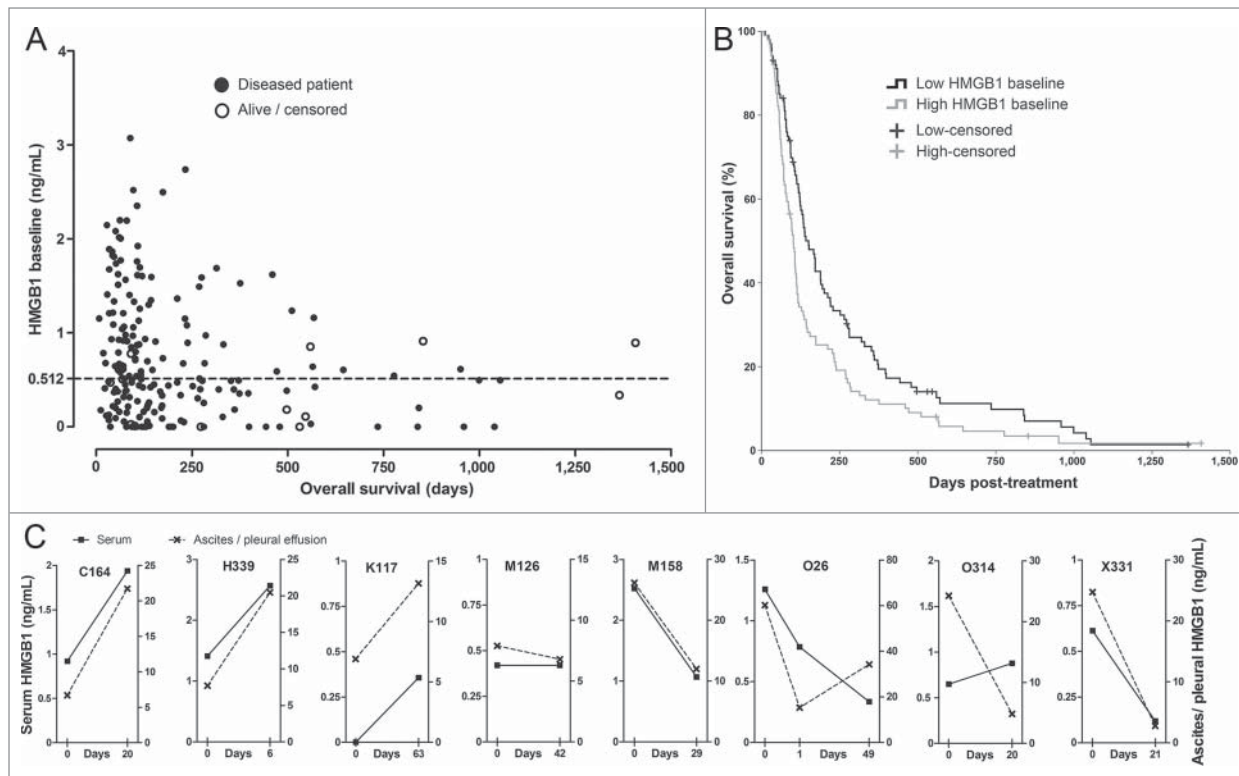 A
4
3
2
1
0.512
0
HMGB1 baseline (ng/mL)
Diseased patient
Alive / censored
0 500 750 1,000 1,250 1,500
Overall survival (days)
B
100
80
60
40
20
0
Overall survival (%)
Low HMGB1 baseline
High HMGB1 baseline
Low-censored
High-censored
0 250 500 750 1,000 1,250 1,500
Days post-treatment
C
Serum
Ascites / pleural effusion
Serum HMGB1 (ng/mL)
C164
2
1.5
1
0.5
0
25
20
15
10
5
0
0 Days 20
H339
3
2
1
0
25
20
15
10
5
0
0 Days 6
K117
1
0.75
0.5
0.25
0
15
10
5
0
0 Days 63
M126
1
0.5
0
15
10
5
0
0 Days 42
M158
3
2
1
0
15
10
5
0
0 Days 29
O26
1.5
1
0.5
0
80
60
40
20
0
0 1 Days 49
O314
2
1.5
1
0.5
0
30
20
10
0
0 Days 20
X331
1
0.75
0.5
0.25
0
30
20
10
0
0 Days 21
Ascites/ pleural HMGB1 (ng/mL)